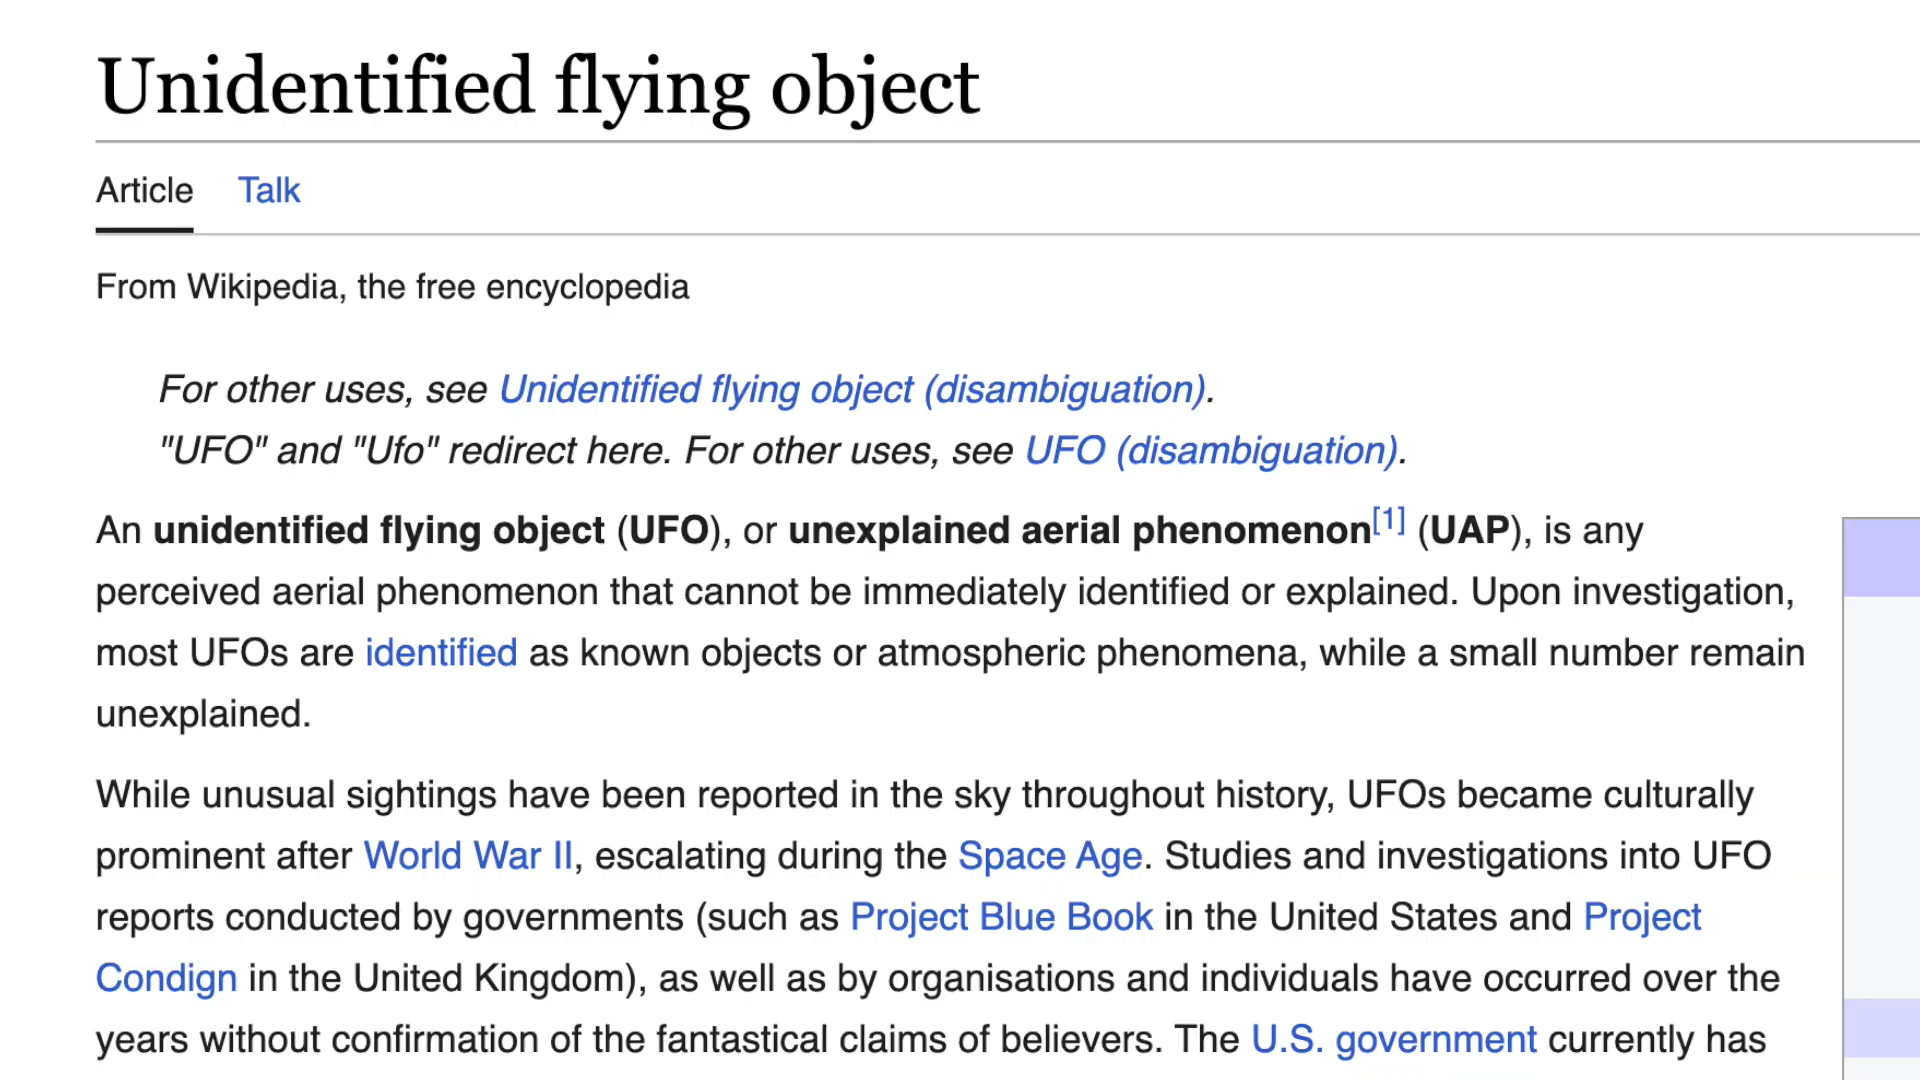 Unidentified flying object
Article Talk
From Wikipedia, the free encyclopedia
For other uses, see Unidentified flying object (disambiguation).
"UFO" and "Ufo" redirect here. For other uses, see UFO (disambiguation).
An unidentified flying object (UFO), or unexplained aerial phenomenon[1] (UAP), is any
perceived aerial phenomenon that cannot be immediately identified or explained. Upon investigation,
most UFOs are identified as known objects or atmospheric phenomena, while a small number remain
unexplained.
While unusual sightings have been reported in the sky throughout history, UFOs became culturally
prominent after World War II, escalating during the Space Age. Studies and investigations into UFO
reports conducted by governments (such as Project Blue Book in the United States and Project
Condign in the United Kingdom), as well as by organisations and individuals have occurred over the
years without confirmation of the fantastical claims of believers. The U.S. government currently has